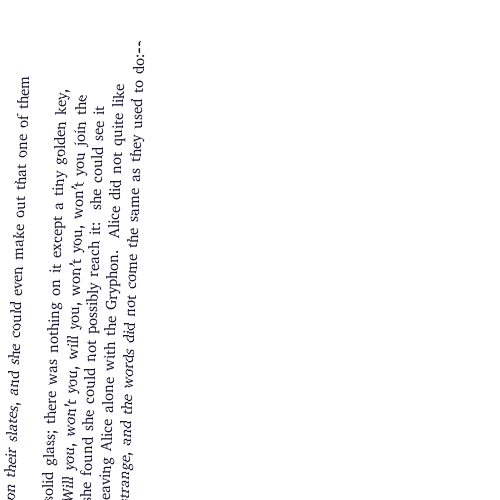 on their slates, and she could even make out that one of them
solid glass; there was nothing on it except a tiny golden key,
Will you, won't you, will you, won't you, won't you join the
she found she could not possibly reach it:  she could see it
eaving Alice alone with the Gryphon.  Alice did not quite like
trange, and the words did not come the same as they used to do:--